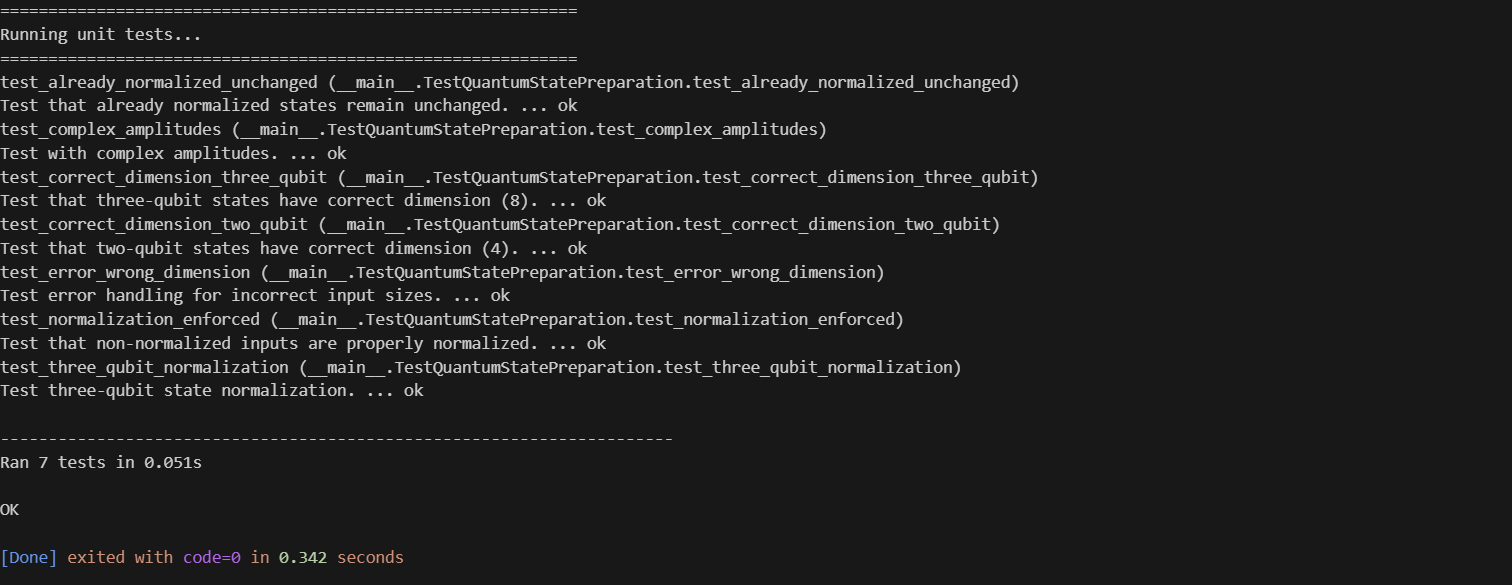 ============================================================
Running unit tests...
============================================================
test_already_normalized_unchanged (__main__.TestQuantumStatePreparation.test_already_normalized_unchanged)
Test that already normalized states remain unchanged. ... ok
test_complex_amplitudes (__main__.TestQuantumStatePreparation.test_complex_amplitudes)
Test with complex amplitudes. ... ok
test_correct_dimension_three_qubit (__main__.TestQuantumStatePreparation.test_correct_dimension_three_qubit)
Test that three-qubit states have correct dimension (8). ... ok
test_correct_dimension_two_qubit (__main__.TestQuantumStatePreparation.test_correct_dimension_two_qubit)
Test that two-qubit states have correct dimension (4). ... ok
test_error_wrong_dimension (__main__.TestQuantumStatePreparation.test_error_wrong_dimension)
Test error handling for incorrect input sizes. ... ok
test_normalization_enforced (__main__.TestQuantumStatePreparation.test_normalization_enforced)
Test that non-normalized inputs are properly normalized. ... ok
test_three_qubit_normalization (__main__.TestQuantumStatePreparation.test_three_qubit_normalization)
Test three-qubit state normalization. ... ok
----------------------------------------------------------------------
Ran 7 tests in 0.051s
OK
[Done] exited with code=0 in 0.342 seconds